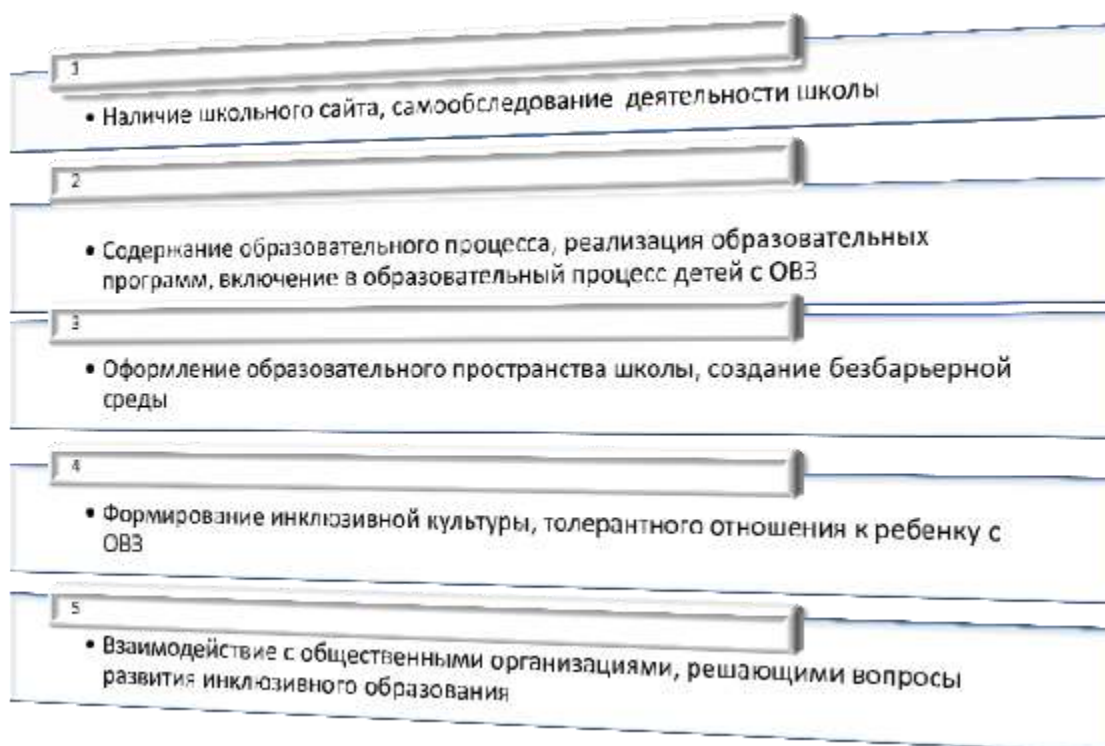 1
• Наличие школьного сайта, самообследование деятельности школы
2
• Содержание образовательного процесса, реализация образовательных
программ, включение в образовательный процесс детей с ОВЗ
3
• Оформление образовательного пространства школы, создание безбарьерной
среды
4
• Формирование инклюзивной культуры, толерантного отношения к ребенку с
ОВЗ
5
• Взаимодействие с общественными организациями, решающими вопросы
развития инклюзивного образования